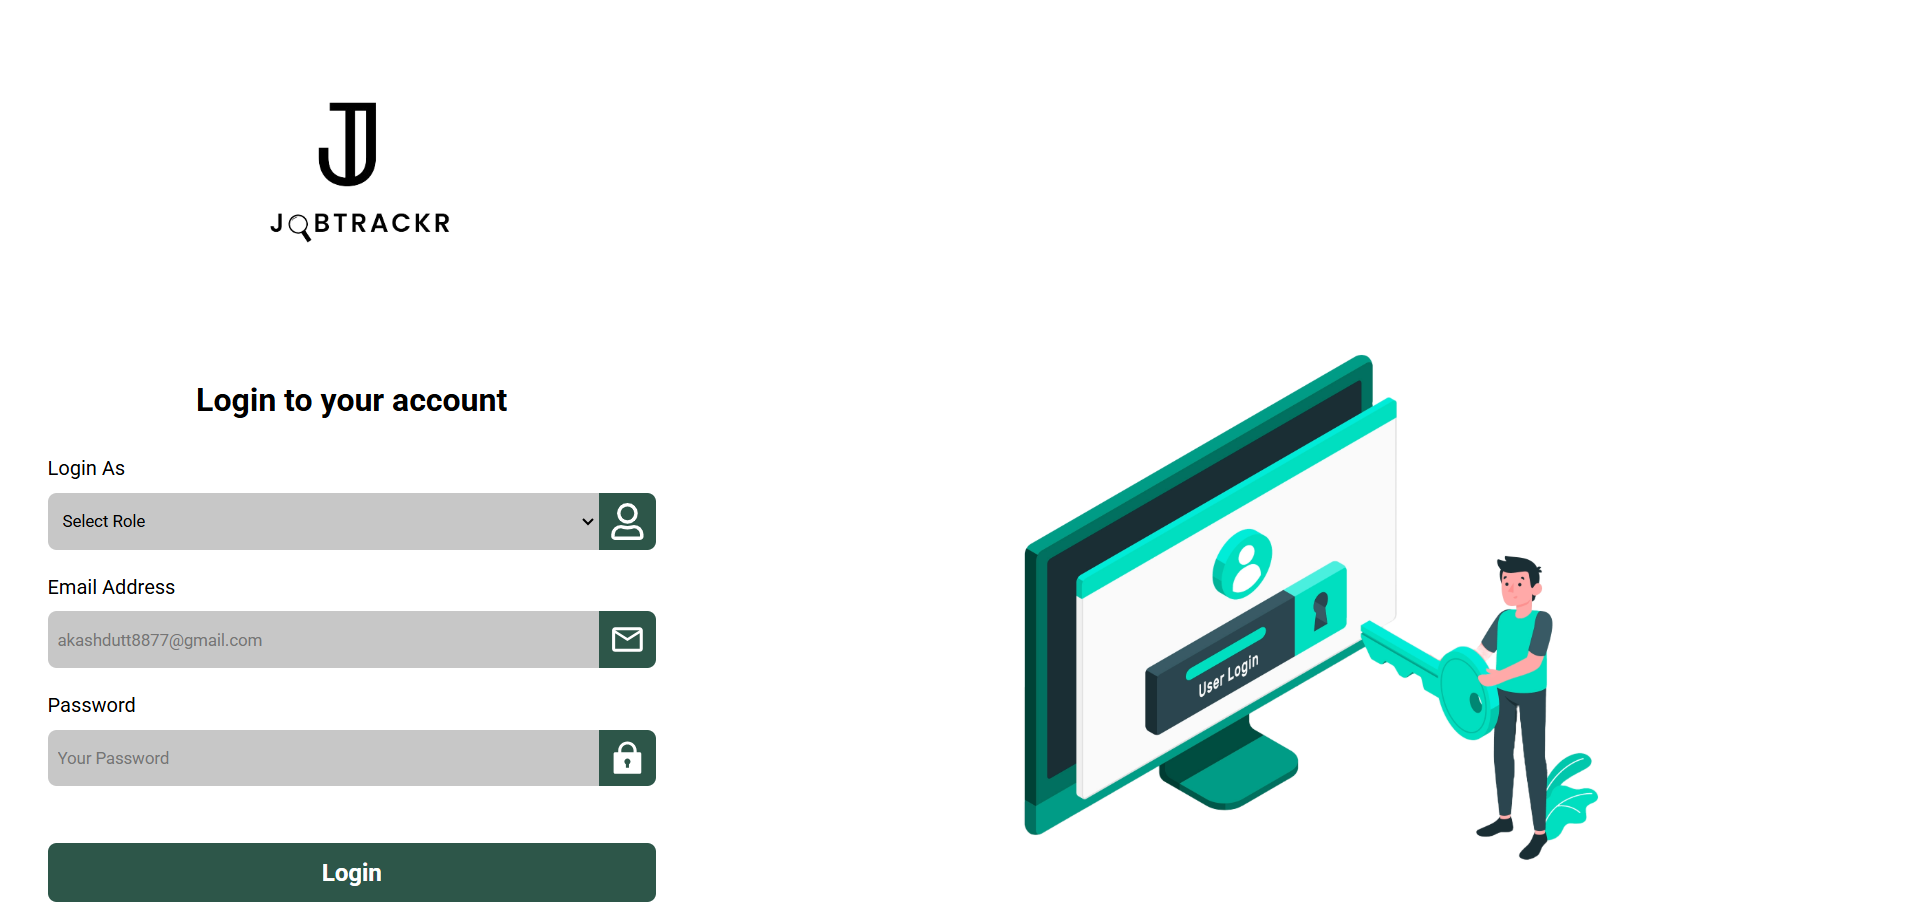 JOBTRACKR
Login to your account
Login As
Select Role
Email Address
akashdutt8877@gmail.com
Password
Your Password
Login
User Login